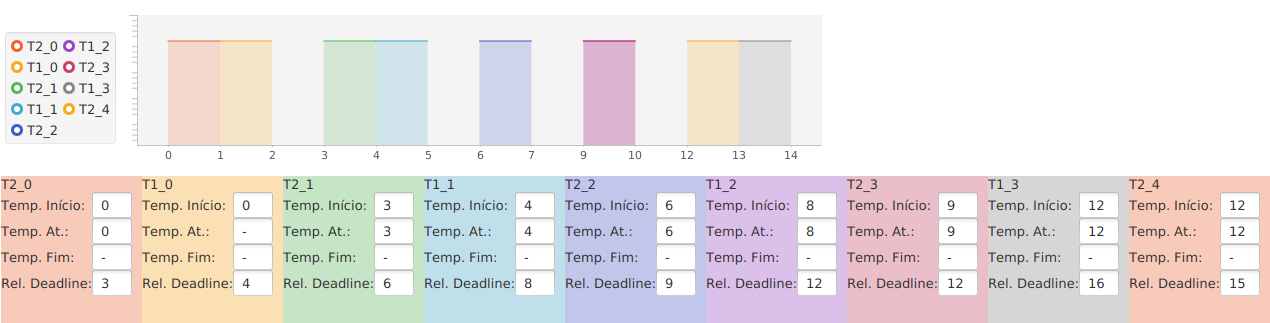 T2_0 T1_2
T1_0 T2_3
T2_1 T1_3
T1_1 T2_4
T2_2
0 1 2 3 4 5 6 7 9 10 12 13 14
T2_0 T1_0 T2_1 T1_1 T2_2 T1_2 T2_3 T1_3 T2_4
Temp. Início: 0 Temp. Início: 0 Temp. Início: 3 Temp. Início: 4 Temp. Início: 6 Temp. Início: 8 Temp. Início: 9 Temp. Início: 12 Temp. Início: 12
Temp. At.: 0 Temp. At.: - Temp. At.: 3 Temp. At.: 4 Temp. At.: 6 Temp. At.: 8 Temp. At.: 9 Temp. At.: 12 Temp. At.: 12
Temp. Fim: - Temp. Fim: - Temp. Fim: - Temp. Fim: - Temp. Fim: - Temp. Fim: - Temp. Fim: - Temp. Fim: - Temp. Fim: -
Rel. Deadline: 3 Rel. Deadline: 4 Rel. Deadline: 6 Rel. Deadline: 8 Rel. Deadline: 9 Rel. Deadline: 12 Rel. Deadline: 12 Rel. Deadline: 16 Rel. Deadline: 15